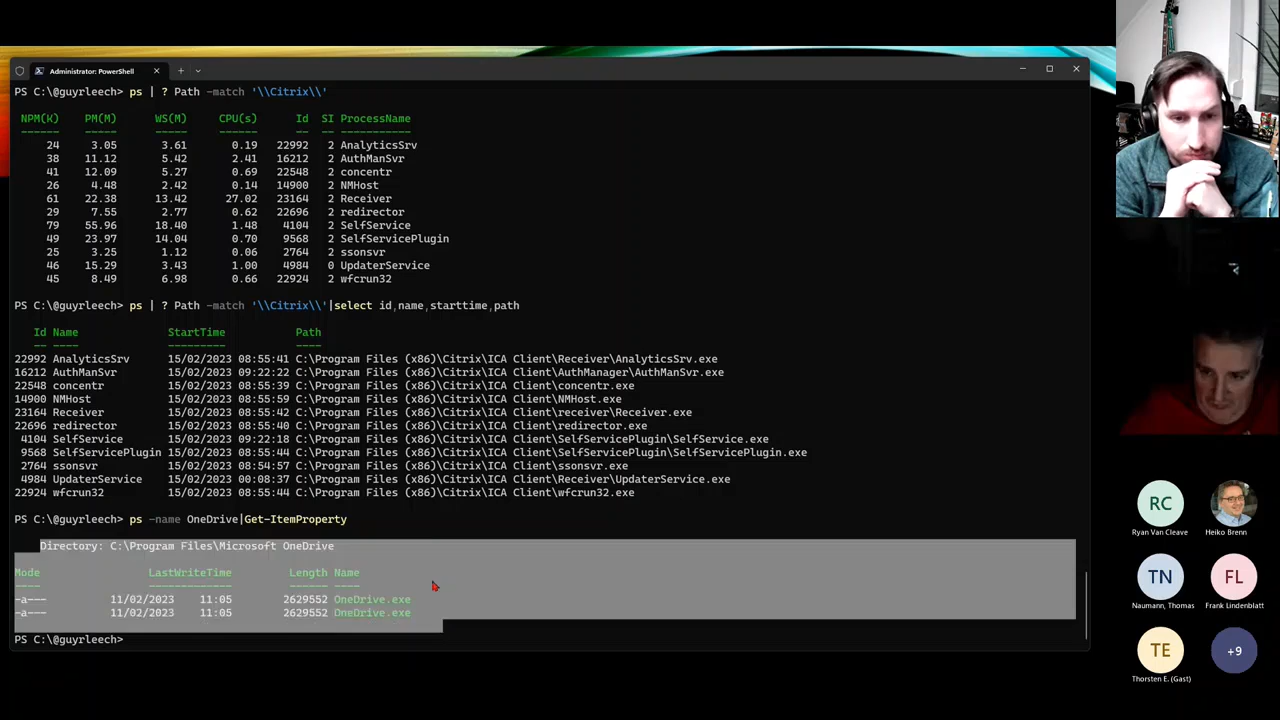 Administrator: PowerShell
PS C:\@guyrleech> ps | ? Path -match '\\Citrix\\'
NPM(K) PM(M) WS(M) CPU(s) Id SI ProcessName
------ ----- ----- ------ -- -- -----------
24 3.05 3.61 0.19 22992 2 AnalyticsSrv
38 11.12 5.42 2.41 16212 2 AuthManSvr
41 12.09 5.27 0.69 22548 2 concentr
26 4.48 2.42 0.14 14900 2 NMHost
61 22.38 13.42 27.02 23164 2 Receiver
29 7.55 2.77 0.62 22696 2 redirector
79 55.96 18.40 1.48 4104 2 SelfService
49 23.97 14.04 0.70 9568 2 SelfServicePlugin
25 3.25 1.12 0.06 2764 2 ssonsvr
46 15.29 3.43 1.00 4984 0 UpdaterService
45 8.49 6.98 0.66 22924 2 wfcrun32
PS C:\@guyrleech> ps | ? Path -match '\\Citrix\\'|select id,name,starttime,path
Id Name StartTime Path
-- ---- --------- ----
22992 AnalyticsSrv 15/02/2023 08:55:41 C:\Program Files (x86)\Citrix\ICA Client\Receiver\AnalyticsSrv.exe
16212 AuthManSvr 15/02/2023 09:22:22 C:\Program Files (x86)\Citrix\ICA Client\AuthManager\AuthManSvr.exe
22548 concentr 15/02/2023 08:55:39 C:\Program Files (x86)\Citrix\ICA Client\concentr.exe
14900 NMHost 15/02/2023 08:55:59 C:\Program Files (x86)\Citrix\ICA Client\NMHost.exe
23164 Receiver 15/02/2023 08:55:42 C:\Program Files (x86)\Citrix\ICA Client\receiver\Receiver.exe
22696 redirector 15/02/2023 08:55:40 C:\Program Files (x86)\Citrix\ICA Client\redirector.exe
4104 SelfService 15/02/2023 09:22:18 C:\Program Files (x86)\Citrix\ICA Client\SelfServicePlugin\SelfService.exe
9568 SelfServicePlugin 15/02/2023 08:55:44 C:\Program Files (x86)\Citrix\ICA Client\SelfServicePlugin\SelfServicePlugin.exe
2764 ssonsvr 15/02/2023 08:54:57 C:\Program Files (x86)\Citrix\ICA Client\ssonsvr.exe
4984 UpdaterService 15/02/2023 00:08:37 C:\Program Files (x86)\Citrix\ICA Client\Receiver\UpdaterService.exe
22924 wfcrun32 15/02/2023 08:55:44 C:\Program Files (x86)\Citrix\ICA Client\wfcrun32.exe
PS C:\@guyrleech> ps -name OneDrive|Get-ItemProperty
Directory: C:\Program Files\Microsoft OneDrive
Mode LastWriteTime Length Name
---- ------------- ------ ----
-a--- 11/02/2023 11:05 2629552 OneDrive.exe
-a--- 11/02/2023 11:05 2629552 OneDrive.exe
PS C:\@guyrleech>
RC
Ryan Van Cleave
Heiko Brenn
TN
FL
Naumann, Thomas
Frank Lindenblatt
TE
+9
Thorsten E. (Gast)